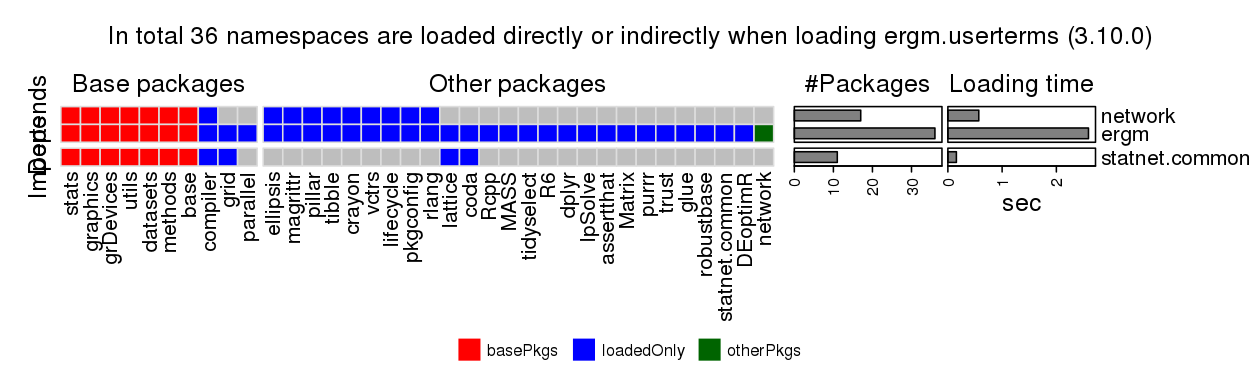 In total 36 namespaces are loaded directly or indirectly when loading ergm.userterms (3.10.0)
Base packages
Other packages
#Packages
Loading time
Depends
Imports
network
ergm
statnet.common
stats
graphics
grDevices
utils
datasets
methods
base
compiler
grid
parallel
ellipsis
magrittr
pillar
tibble
crayon
vctrs
lifecycle
pkgconfig
rlang
lattice
coda
Rcpp
MASS
tidyselect
R6
dplyr
lpSolve
assertthat
Matrix
purrr
trust
glue
robustbase
statnet.common
DEoptimR
network
0
10
20
30
0
1
2
sec
basePkgs
loadedOnly
otherPkgs